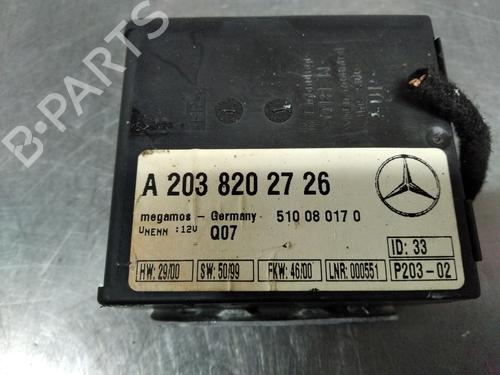 A 203 820 27 26
megamos - Germany 510 08 017 0
UNENN :12V Q07
ID: 33
HW: 29/00 SW: 50/99 FKW: 46/00 LNR: 000551 P203-02
B-PARTS